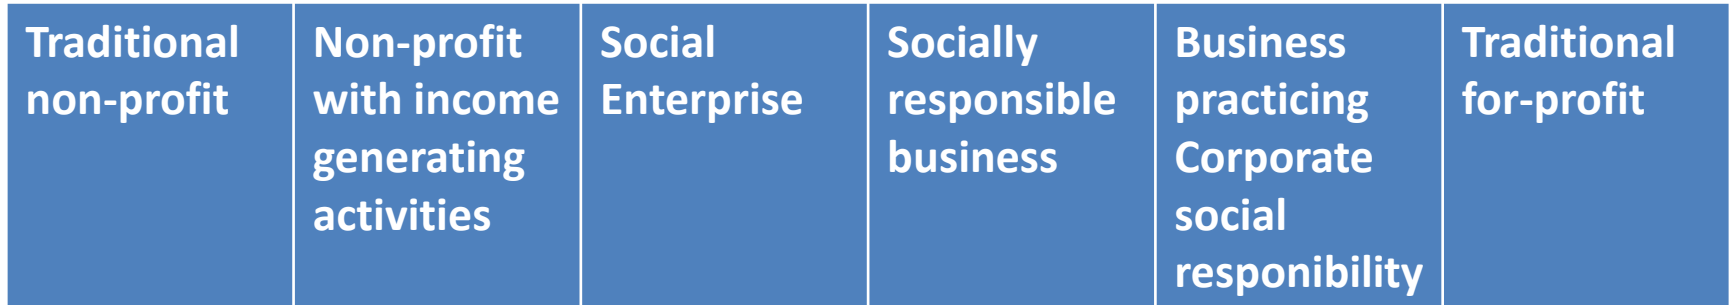 Traditional
non-profit
Non-profit
with income
generating
activities
Social
Enterprise
Socially
responsible
business
Business
practicing
Corporate
social
responibility
Traditional
for-profit